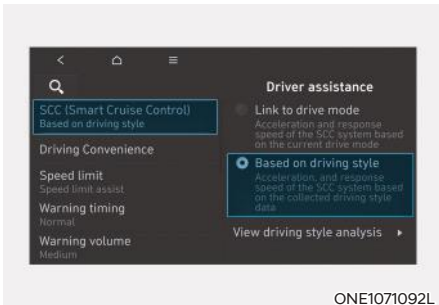 SCC (Smart Cruise Control)
Based on driving style
Driving Convenience
Speed limit
Speed limit assist
Warning timing
Normal
Warning volume
Medium
Driver assistance
Link to drive mode
Acceleration and response
speed of the SCC system based
on the current drive mode
Based on driving style
Acceleration, and response
speed of the SCC system based
on the collected driving style
data
View driving style analysis
ONE1071092L